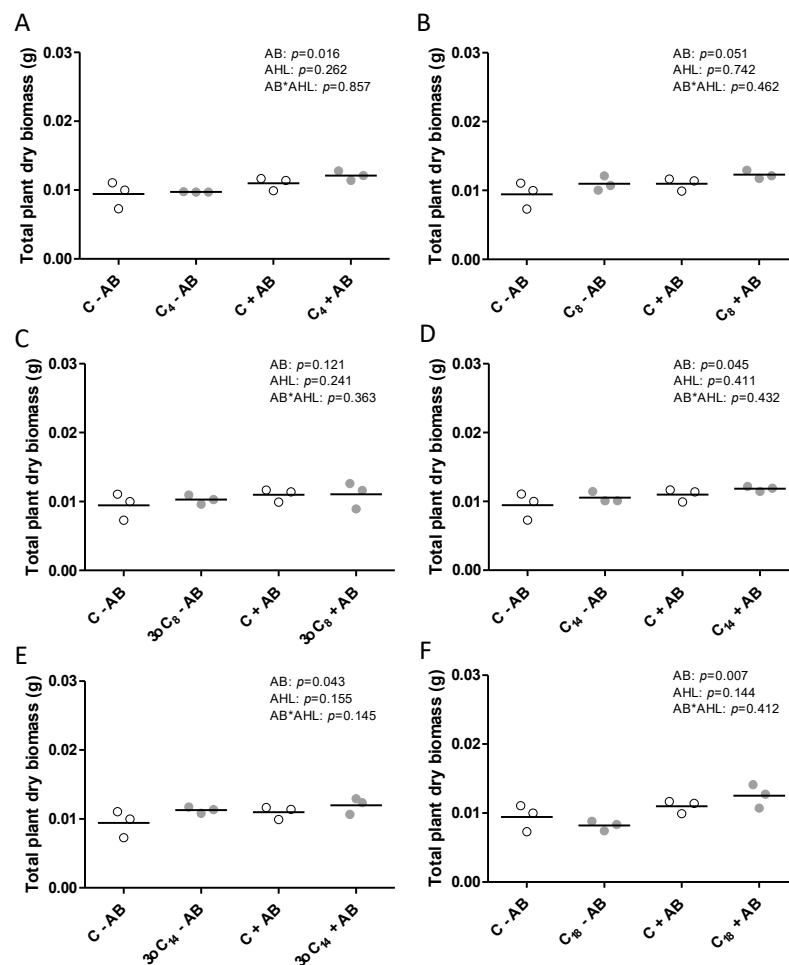 A
Total plant dry biomass (g)
0.03
0.02
0.01
0.00
AB: p=0.016
AHL: p=0.262
AB*AHL: p=0.857
C - AB
C₄ - AB
C + AB
C₄ + AB
B
Total plant dry biomass (g)
0.03
0.02
0.01
0.00
AB: p=0.051
AHL: p=0.742
AB*AHL: p=0.462
C - AB
C₈ - AB
C + AB
C₈ + AB
C
Total plant dry biomass (g)
0.03
0.02
0.01
0.00
AB: p=0.121
AHL: p=0.241
AB*AHL: p=0.363
C - AB
3oC₈ - AB
C + AB
3oC₈ + AB
D
Total plant dry biomass (g)
0.03
0.02
0.01
0.00
AB: p=0.045
AHL: p=0.411
AB*AHL: p=0.432
C - AB
C₁₄ - AB
C + AB
C₁₄ + AB
E
Total plant dry biomass (g)
0.03
0.02
0.01
0.00
AB: p=0.043
AHL: p=0.155
AB*AHL: p=0.145
C - AB
3oC₁₄ - AB
C + AB
3oC₁₄ + AB
F
Total plant dry biomass (g)
0.03
0.02
0.01
0.00
AB: p=0.007
AHL: p=0.144
AB*AHL: p=0.412
C - AB
C₁₈ - AB
C + AB
C₁₈ + AB